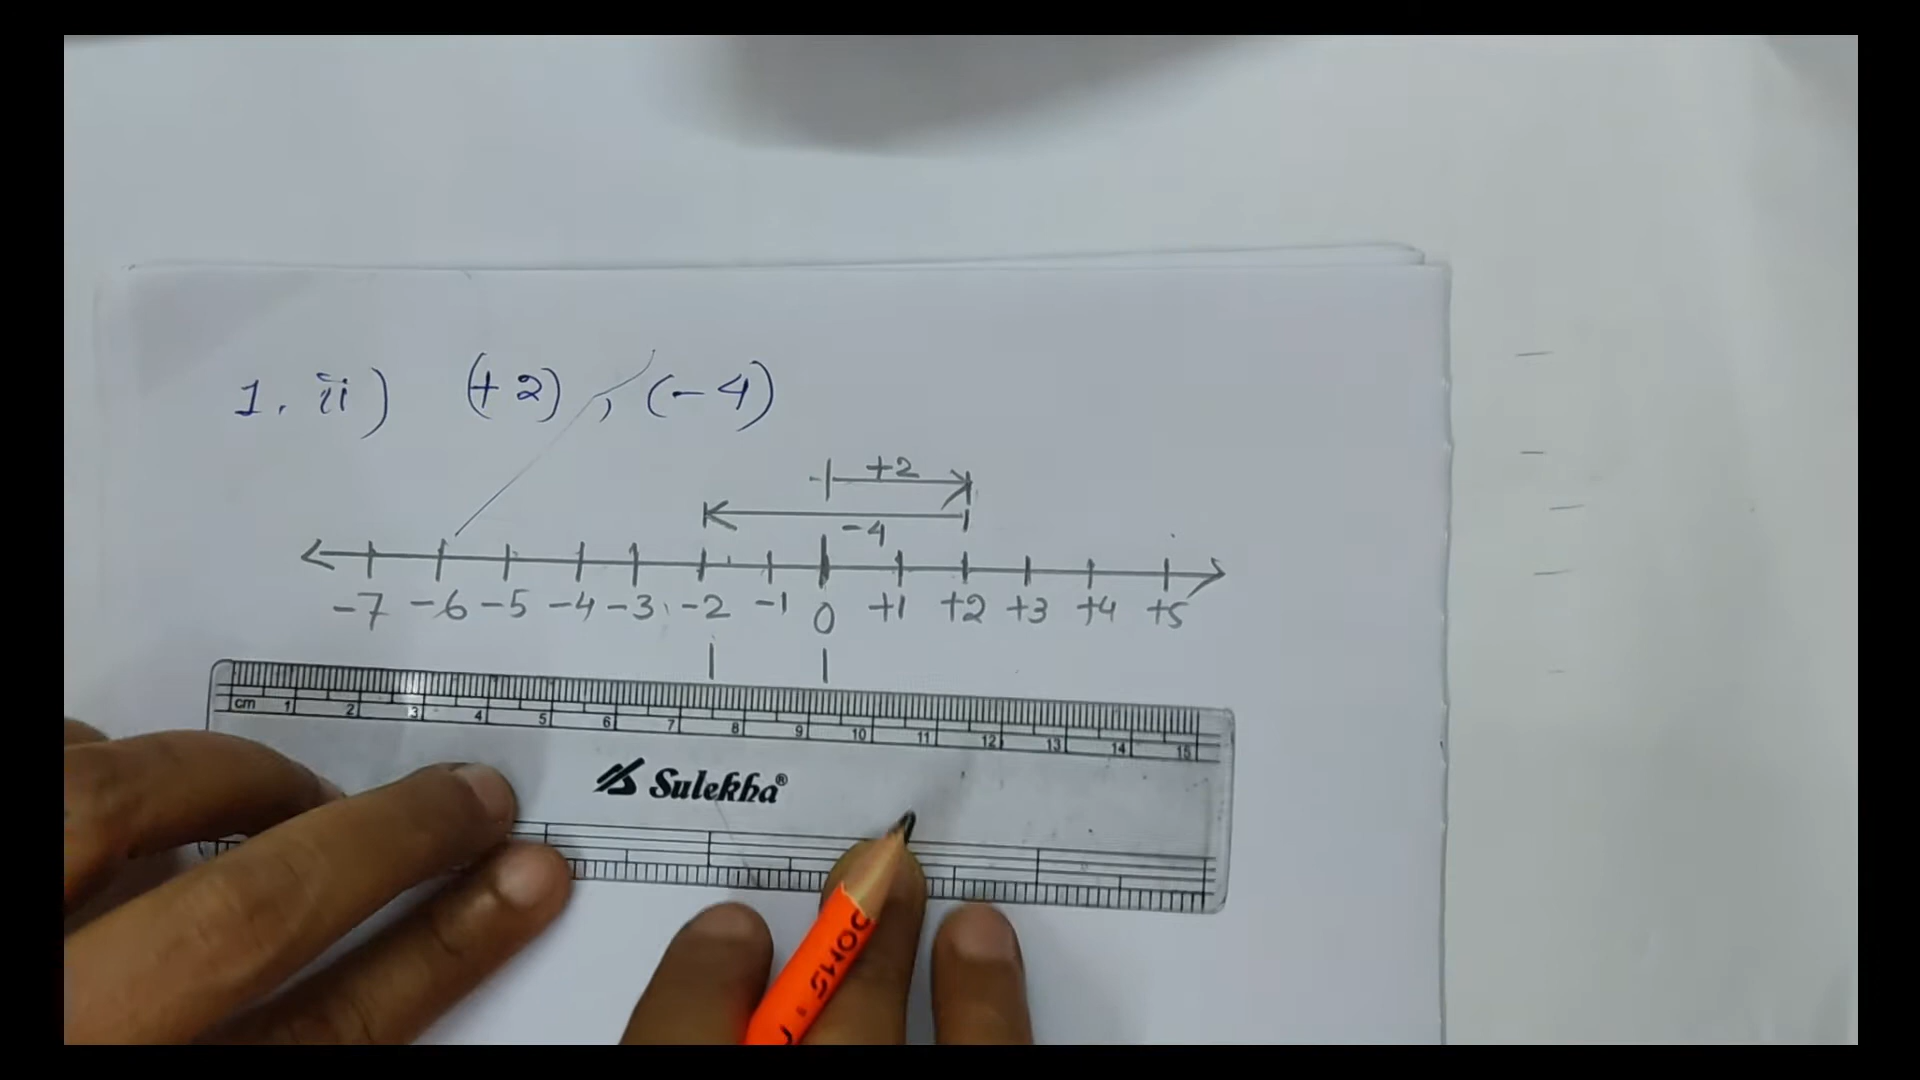 1. ii) (+2), (-4)
+2
-4
-7 -6 -5 -4 -3 -2 -1 0 +1 +2 +3 +4 +5
cm 1 2 3 4 5 6 7 8 9 10 11 12 13 14 15
Sulekha®
DOMS